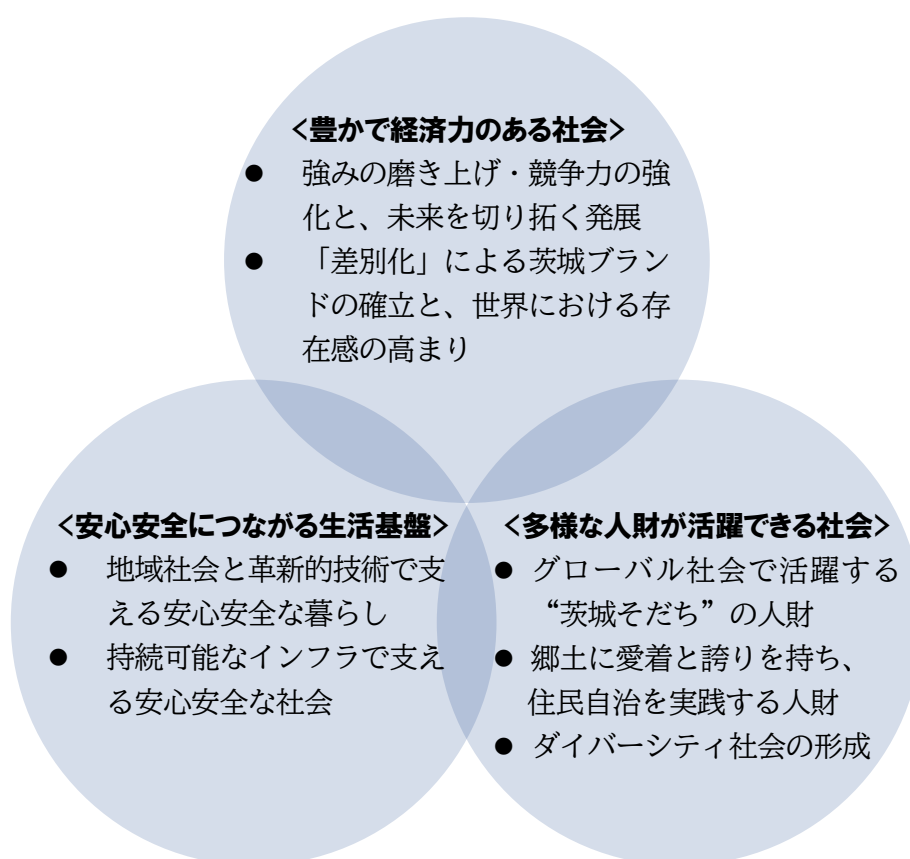 <豊かで経済力のある社会>
● 強みの磨き上げ・競争力の強
化と、未来を切り拓く発展
● 「差別化」による茨城ブラン
ドの確立と、世界における存
在感の高まり
<安心安全につながる生活基盤>
● 地域社会と革新的技術で支
える安心安全な暮らし
● 持続可能なインフラで支え
る安心安全な社会
<多様な人財が活躍できる社会>
● グローバル社会で活躍する
“茨城そだち”の人財
● 郷土に愛着と誇りを持ち、
住民自治を実践する人財
● ダイバーシティ社会の形成